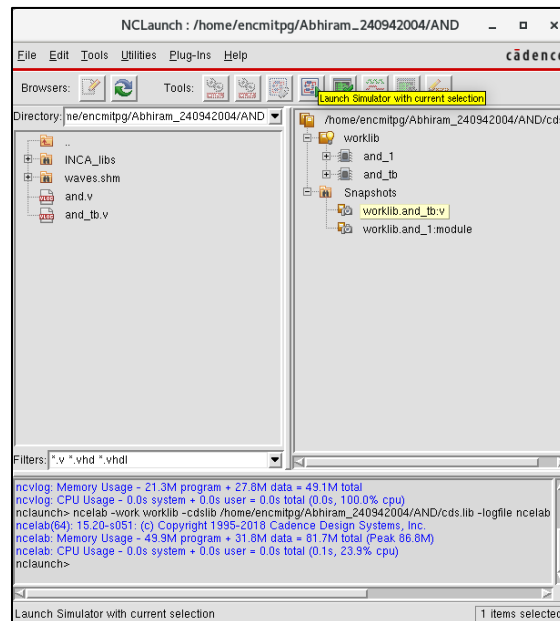 NCLaunch : /home/encmitpg/Abhiram_240942004/AND
File Edit Tools Utilities Plug-Ins Help
cādence
Browsers: Tools:
Launch Simulator with current selection
Directory: ne/encmitpg/Abhiram_240942004/AND
/home/encmitpg/Abhiram_240942004/AND/cds
..
INCA_libs
waves.shm
and.v
and_tb.v
worklib
and_1
and_tb
Snapshots
worklib.and_tb:v
worklib.and_1:module
Filters: *.v *.vhd *.vhdl
ncvlog: Memory Usage - 21.3M program + 27.8M data = 49.1M total
ncvlog: CPU Usage - 0.0s system + 0.0s user = 0.0s total (0.0s, 100.0% cpu)
nclaunch> ncelab -work worklib -cdslib /home/encmitpg/Abhiram_240942004/AND/cds.lib -logfile ncelab
ncelab(64): 15.20-s051: (c) Copyright 1995-2018 Cadence Design Systems, Inc.
ncelab: Memory Usage - 49.9M program + 31.8M data = 81.7M total (Peak 86.8M)
ncelab: CPU Usage - 0.0s system + 0.0s user = 0.0s total (0.1s, 23.9% cpu)
nclaunch>
Launch Simulator with current selection
1 items selected